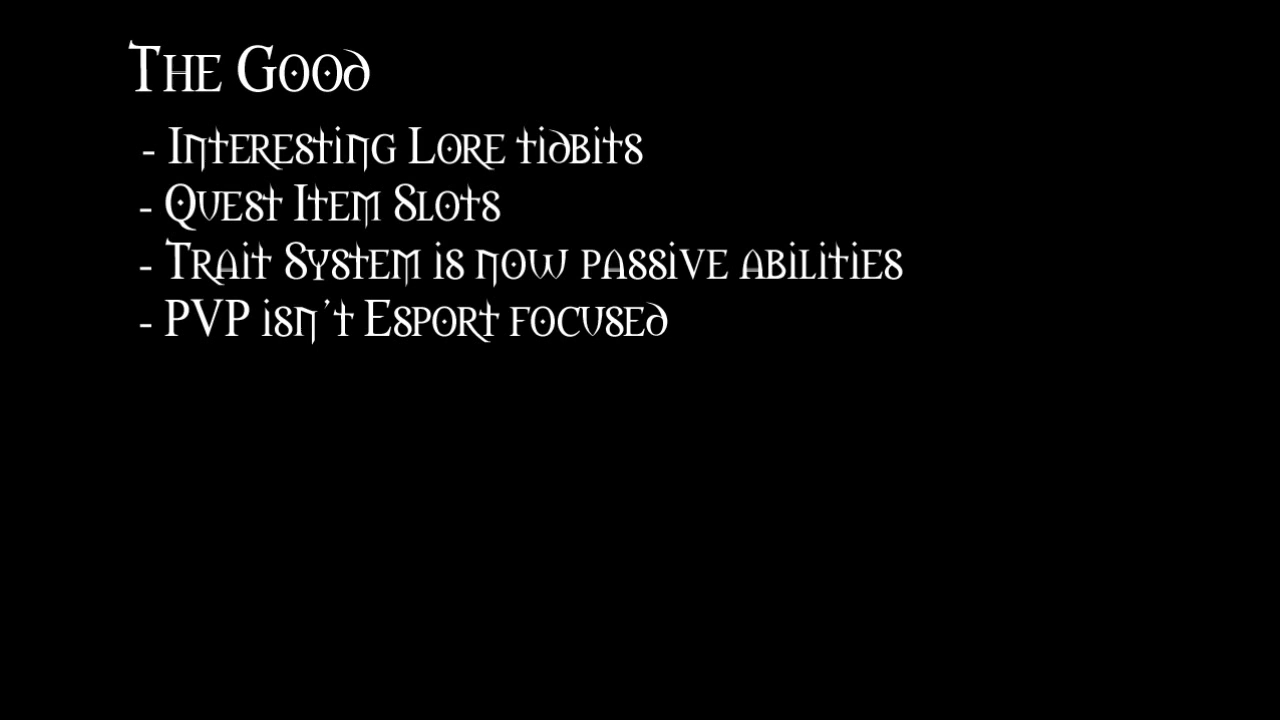 The Good
- Interesting Lore tidbits
- Quest Item Slots
- Trait System is now passive abilities
- PVP isn't Esport focused